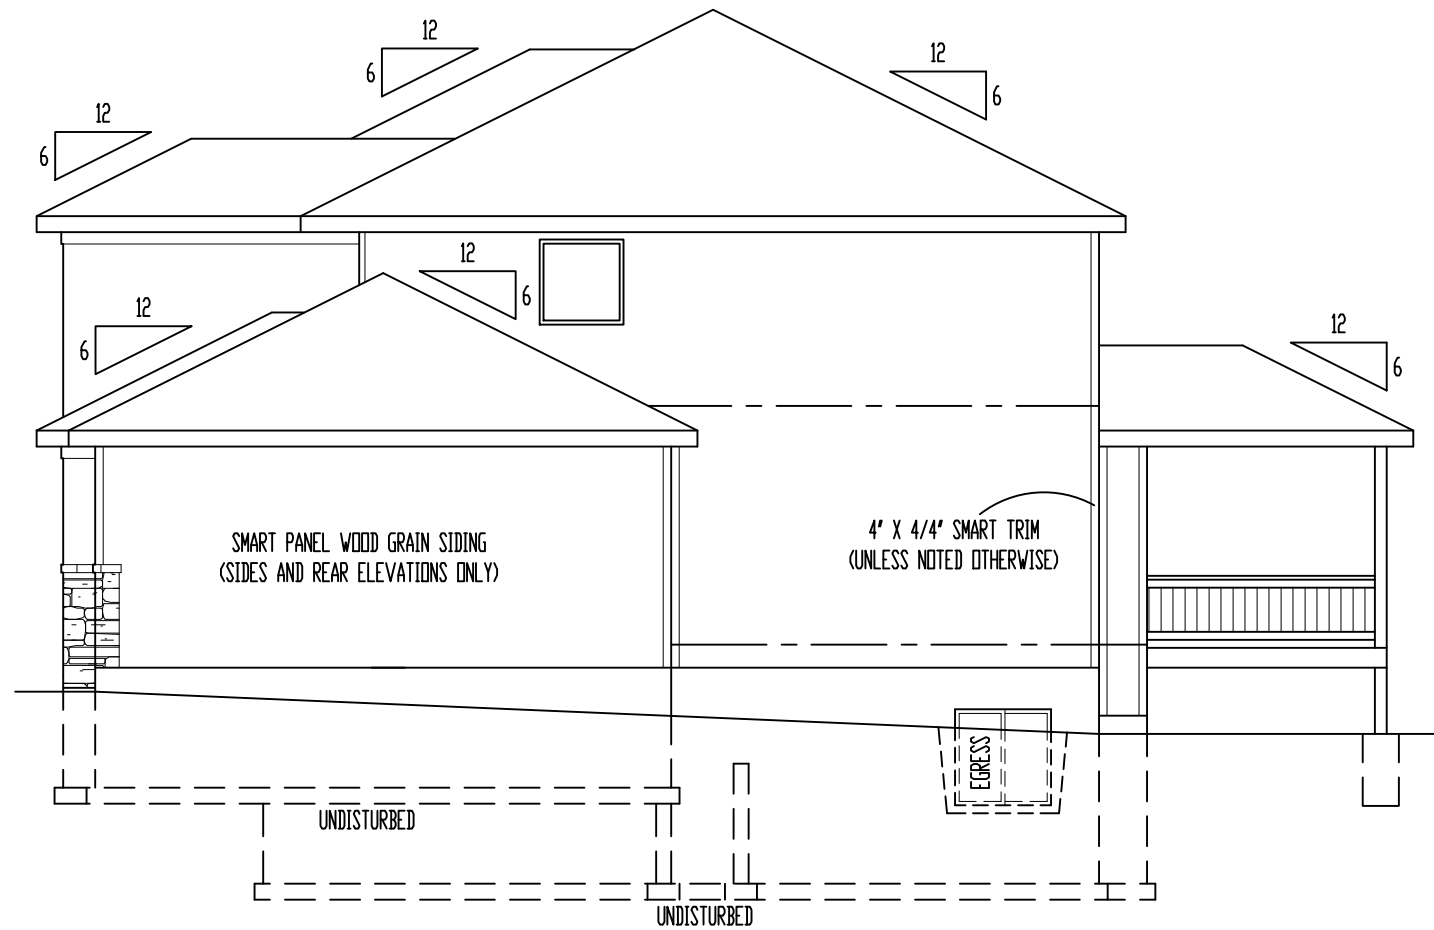 12
6
12
6
12
6
12
6
12
6
12
6
SMART PANEL WOOD GRAIN SIDING
(SIDES AND REAR ELEVATIONS ONLY)
4" X 4/4" SMART TRIM
(UNLESS NOTED OTHERWISE)
EGRESS
UNDISTURBED
UNDISTURBED